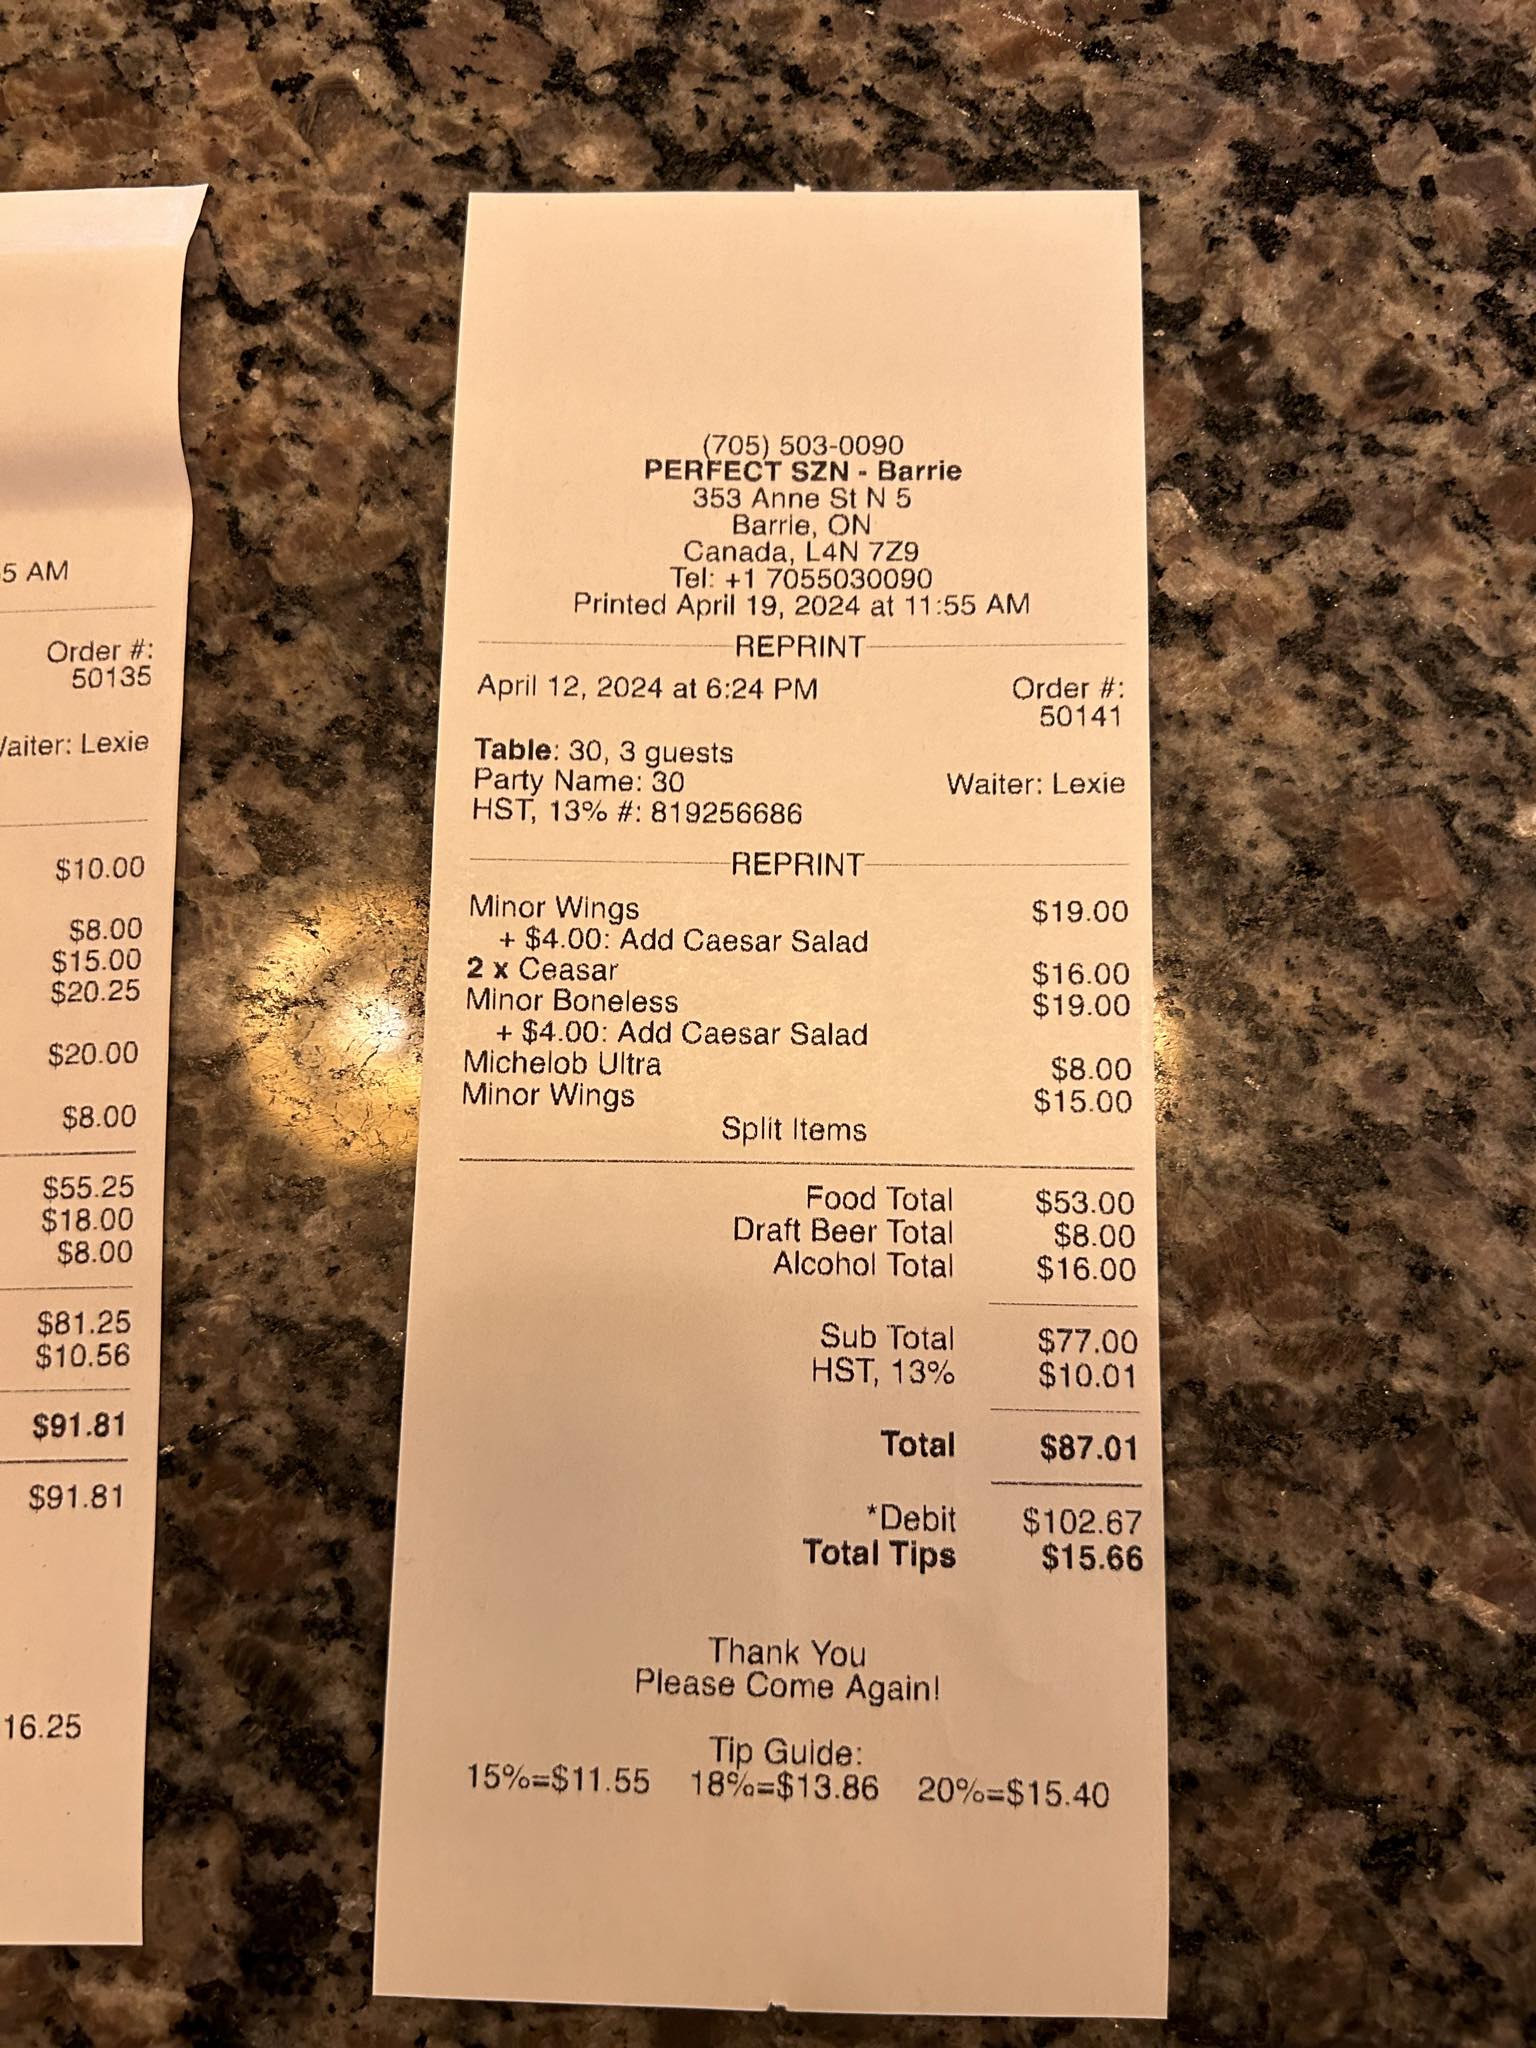 5 AM
Order #:
50135
Waiter: Lexie
$10.00
$8.00
$15.00
$20.25
$20.00
$8.00
$55.25
$18.00
$8.00
$81.25
$10.56
$91.81
$91.81
16.25
(705) 503-0090
PERFECT SZN - Barrie
353 Anne St N 5
Barrie, ON
Canada, L4N 7Z9
Tel: +1 7055030090
Printed April 19, 2024 at 11:55 AM
REPRINT
April 12, 2024 at 6:24 PM Order #:
50141
Table: 30, 3 guests
Party Name: 30 Waiter: Lexie
HST, 13% #: 819256686
REPRINT
Minor Wings $19.00
+ $4.00: Add Caesar Salad
2 x Ceasar $16.00
Minor Boneless $19.00
+ $4.00: Add Caesar Salad
Michelob Ultra $8.00
Minor Wings $15.00
Split Items
Food Total $53.00
Draft Beer Total $8.00
Alcohol Total $16.00
Sub Total $77.00
HST, 13% $10.01
Total $87.01
*Debit $102.67
Total Tips $15.66
Thank You
Please Come Again!
Tip Guide:
15%=$11.55 18%=$13.86 20%=$15.40